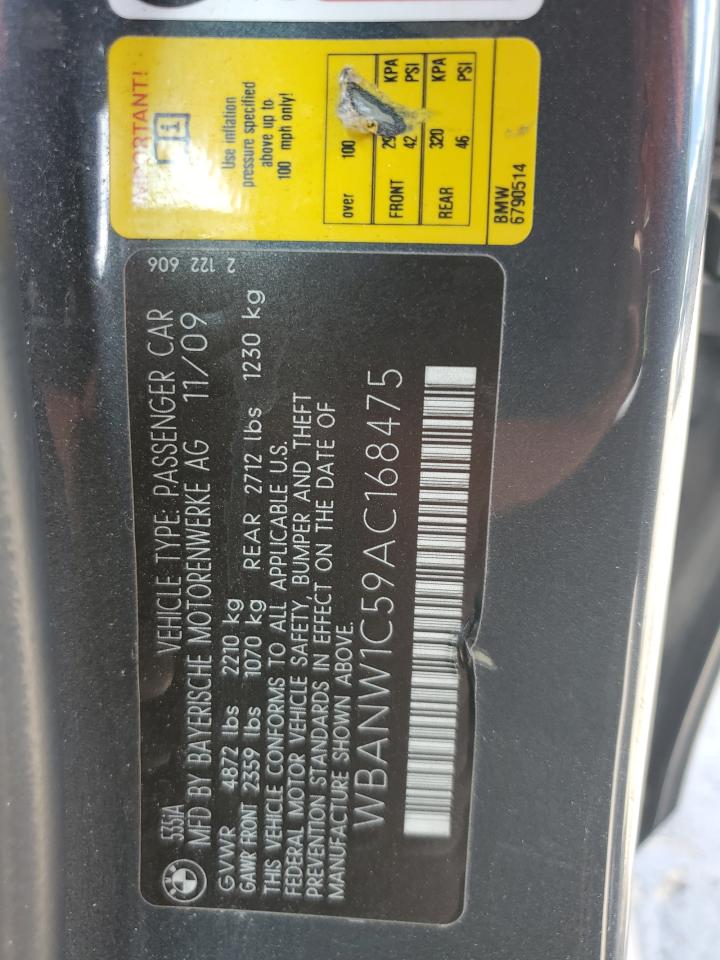 5351A VEHICLE TYPE: PASSENGER CAR
MFD BY BAYERISCHE MOTORENWERKE AG 11/09
GVWR 4872 lbs 2210 kg
GAWR FRONT 2359 lbs 1070 kg REAR 2712 lbs 1230 kg
THIS VEHICLE CONFORMS TO ALL APPLICABLE U.S.
FEDERAL MOTOR VEHICLE SAFETY, BUMPER AND THEFT
PREVENTION STANDARDS IN EFFECT ON THE DATE OF
MANUFACTURE SHOWN ABOVE.
WBANW1C59AC168475
2 122 606
IMPORTANT!
1
Use inflation
pressure specified
above up to
100 mph only!
over 100
KPA PSI
FRONT 42
KPA PSI
REAR 320 46
BMW
6790514